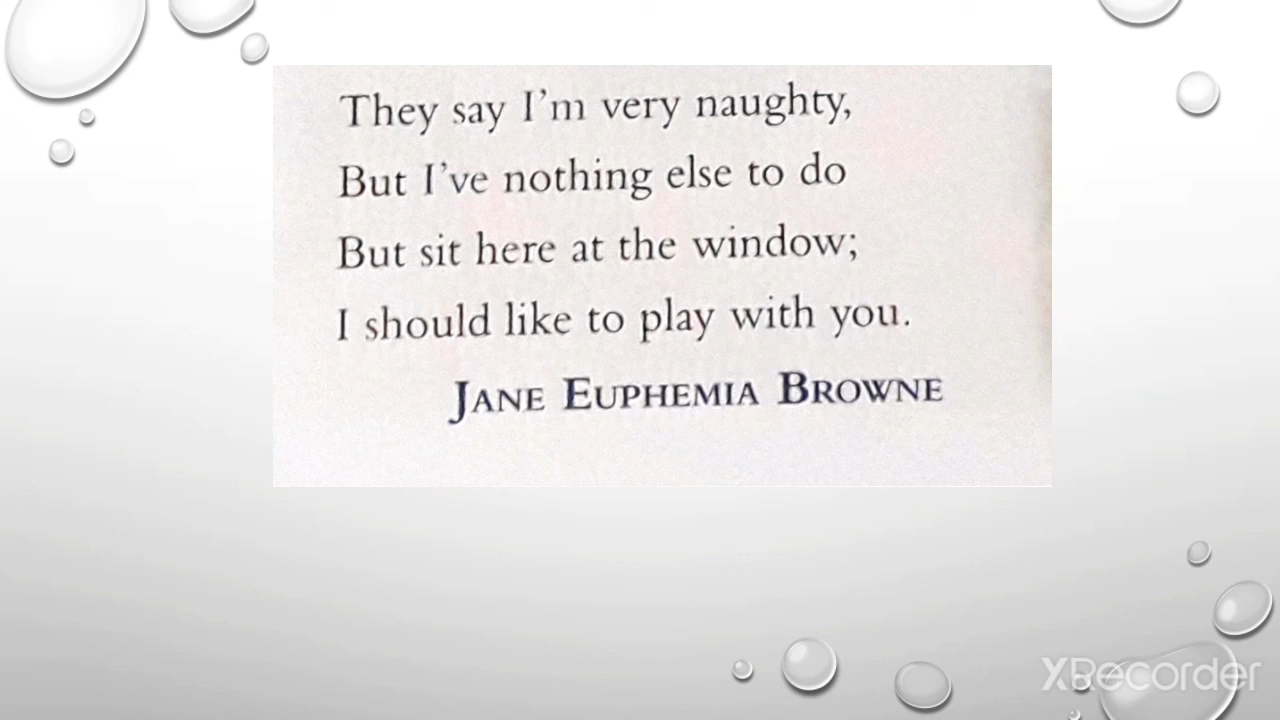 They say I'm very naughty,
But I've nothing else to do
But sit here at the window;
I should like to play with you.
JANE EUPHEMIA BROWNE
XRecorder